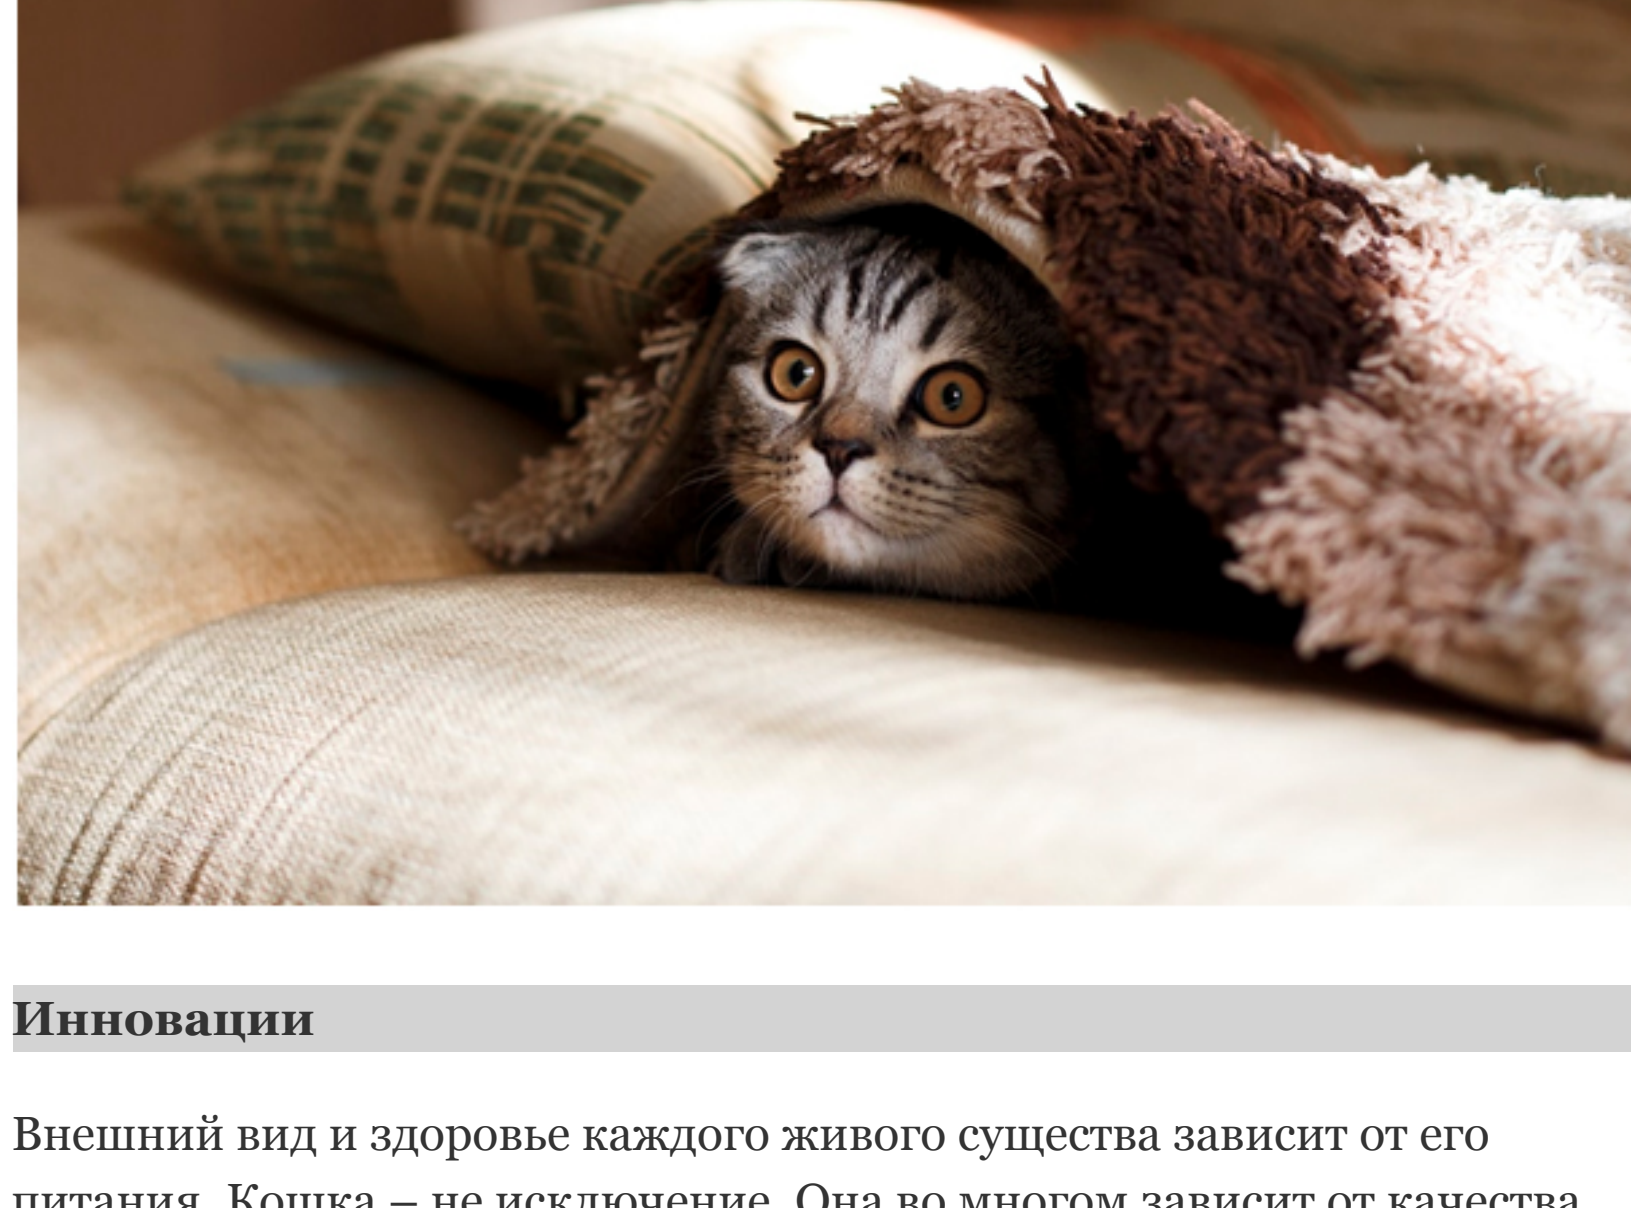 Инновации
Внешний вид и здоровье каждого живого существа зависит от его
питания. Кошка – не исключение. Она во многом зависит от качества